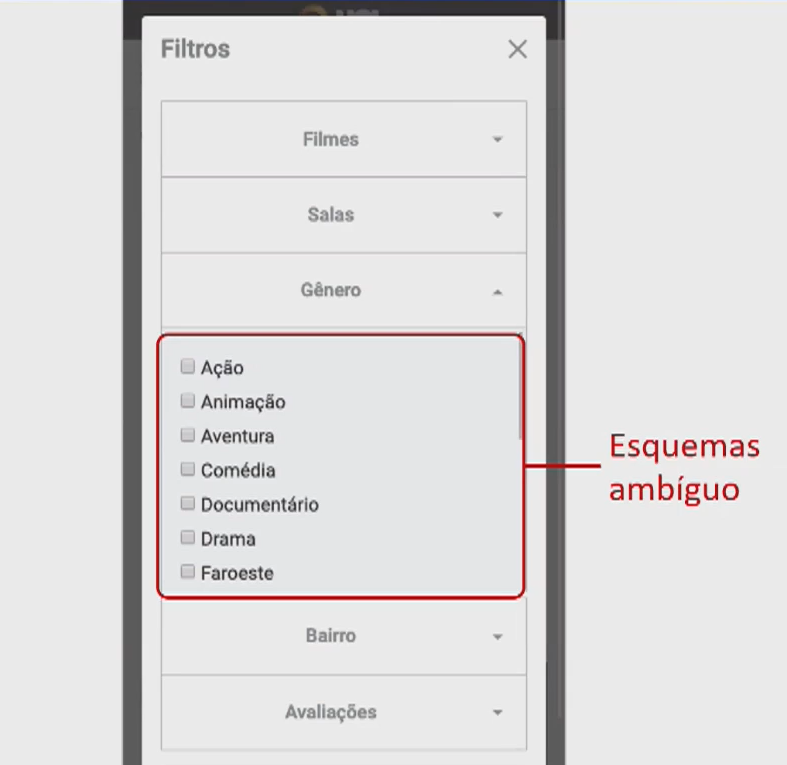 Filtros
Filmes
Salas
Gênero
Ação
Animação
Aventura
Comédia
Documentário
Drama
Faroeste
Esquemas
ambíguo
Bairro
Avaliações